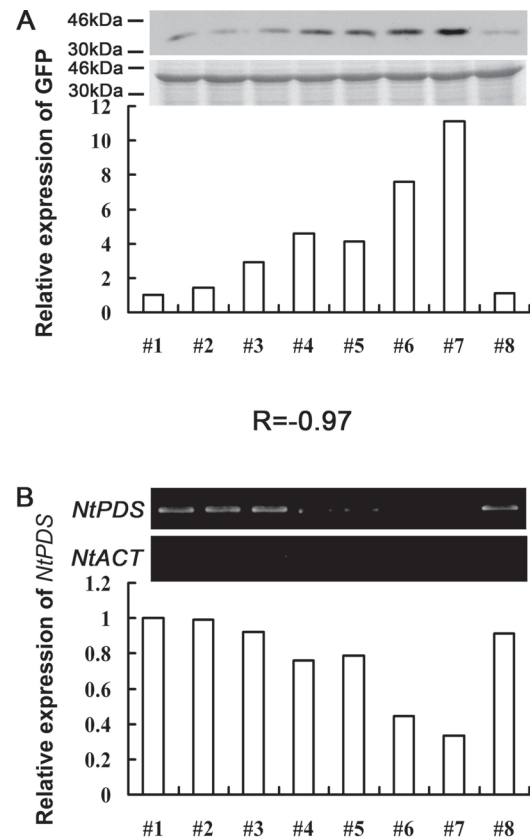 A
46kDa
30kDa
46kDa
30kDa
Relative expression of GFP
12
10
8
6
4
2
0
#1 #2 #3 #4 #5 #6 #7 #8
R=-0.97
B
NtPDS
NtACT
Relative expression of NtPDS
1.2
1
0.8
0.6
0.4
0.2
0
#1 #2 #3 #4 #5 #6 #7 #8